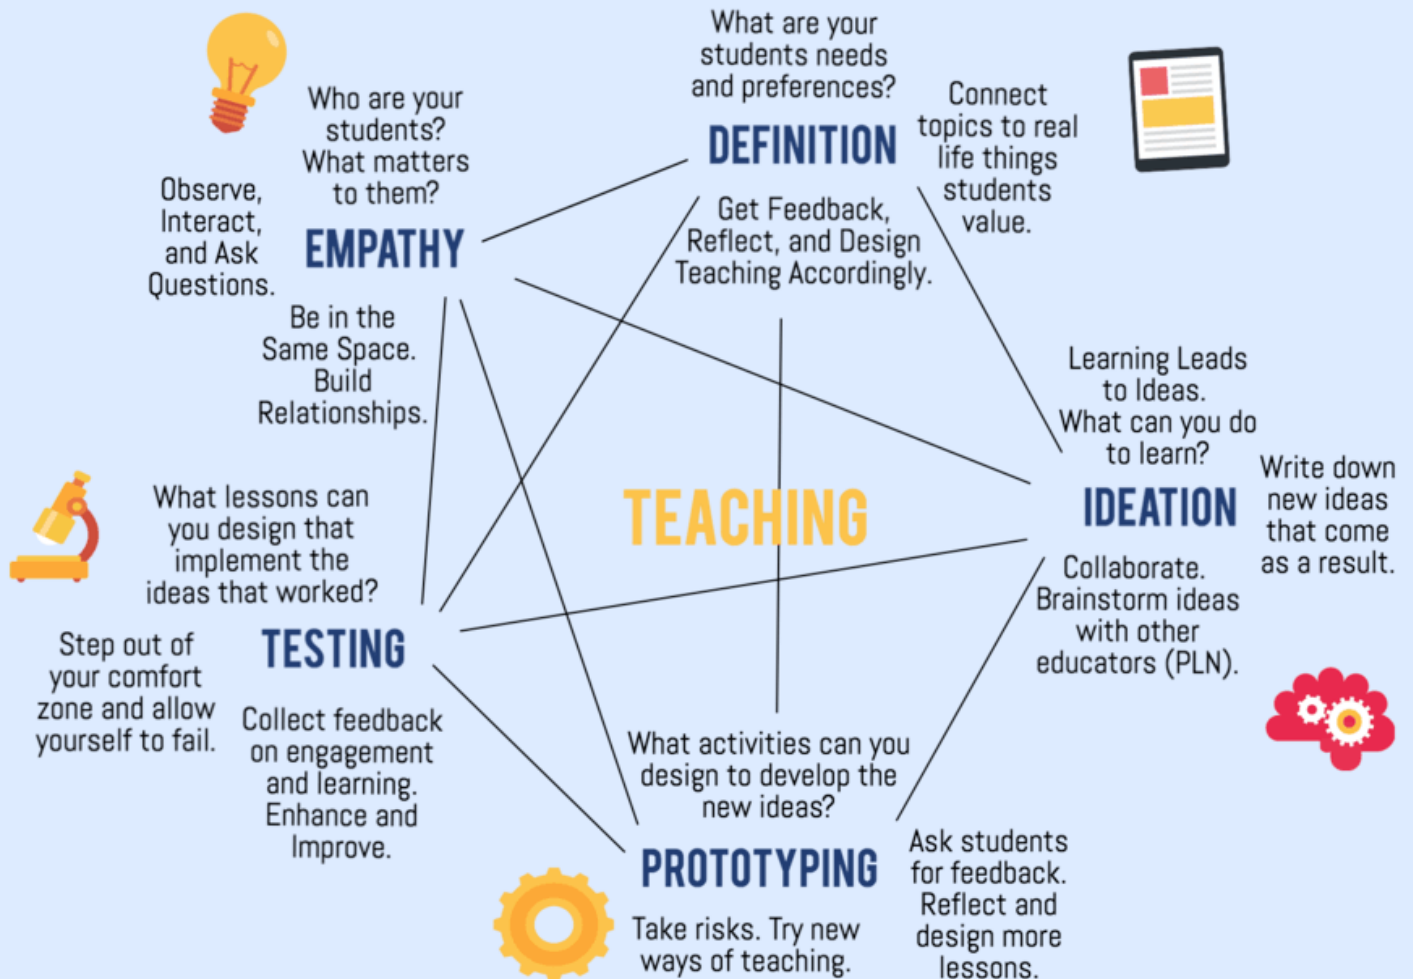 What are your
students needs
and preferences?
DEFINITION
Connect
topics to real
life things
students
value.
Get Feedback,
Reflect, and Design
Teaching Accordingly.
Who are your
students?
What matters
to them?
Observe,
Interact,
and Ask
Questions.
EMPATHY
Be in the
Same Space.
Build
Relationships.
Learning Leads
to Ideas.
What can you do
to learn?
IDEATION
Write down
new ideas
that come
as a result.
Collaborate.
Brainstorm ideas
with other
educators (PLN).
TEACHING
What lessons can
you design that
implement the
ideas that worked?
TESTING
Step out of
your comfort
zone and allow
yourself to fail.
Collect feedback
on engagement
and learning.
Enhance and
Improve.
What activities can you
design to develop the
new ideas?
PROTOTYPING
Ask students
for feedback.
Reflect and
design more
lessons.
Take risks. Try new
ways of teaching.